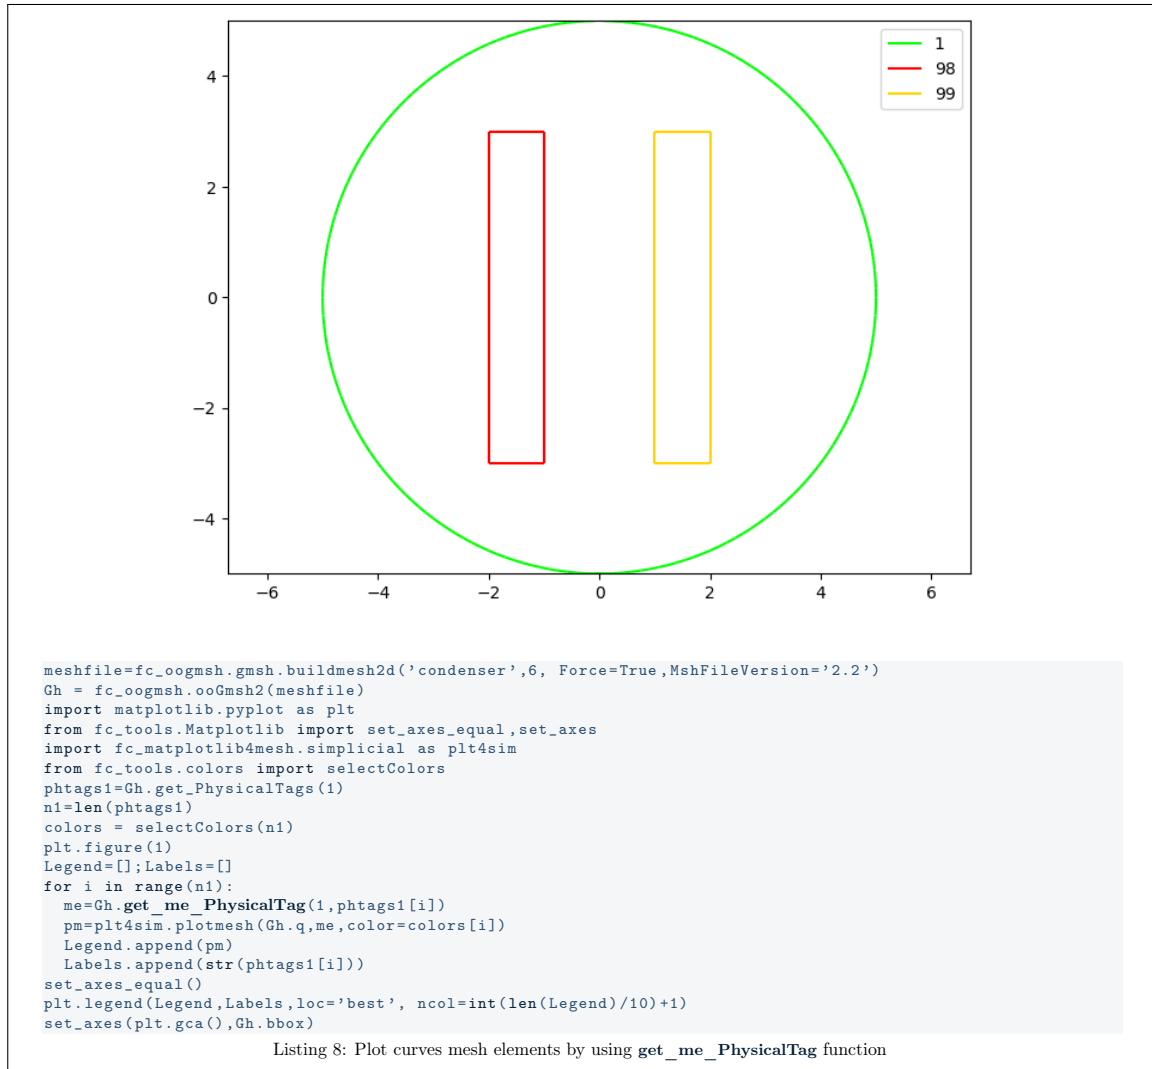 1
98
99
4
2
0
−2
−4
−6 −4 −2 0 2 4 6
meshfile=fc_oogmsh.gmsh.buildmesh2d('condenser',6, Force=True,MshFileVersion='2.2')
Gh = fc_oogmsh.ooGmsh2(meshfile)
import matplotlib.pyplot as plt
from fc_tools.Matplotlib import set_axes_equal,set_axes
import fc_matplotlib4mesh.simplicial as plt4sim
from fc_tools.colors import selectColors
phtags1=Gh.get_PhysicalTags(1)
n1=len(phtags1)
colors = selectColors(n1)
plt.figure(1)
Legend=[];Labels=[]
for i in range(n1):
  me=Gh.get_me_PhysicalTag(1,phtags1[i])
  pm=plt4sim.plotmesh(Gh.q,me,color=colors[i])
  Legend.append(pm)
  Labels.append(str(phtags1[i]))
set_axes_equal()
plt.legend(Legend,Labels,loc='best', ncol=int(len(Legend)/10)+1)
set_axes(plt.gca(),Gh.bbox)
Listing 8: Plot curves mesh elements by using get_me_PhysicalTag function